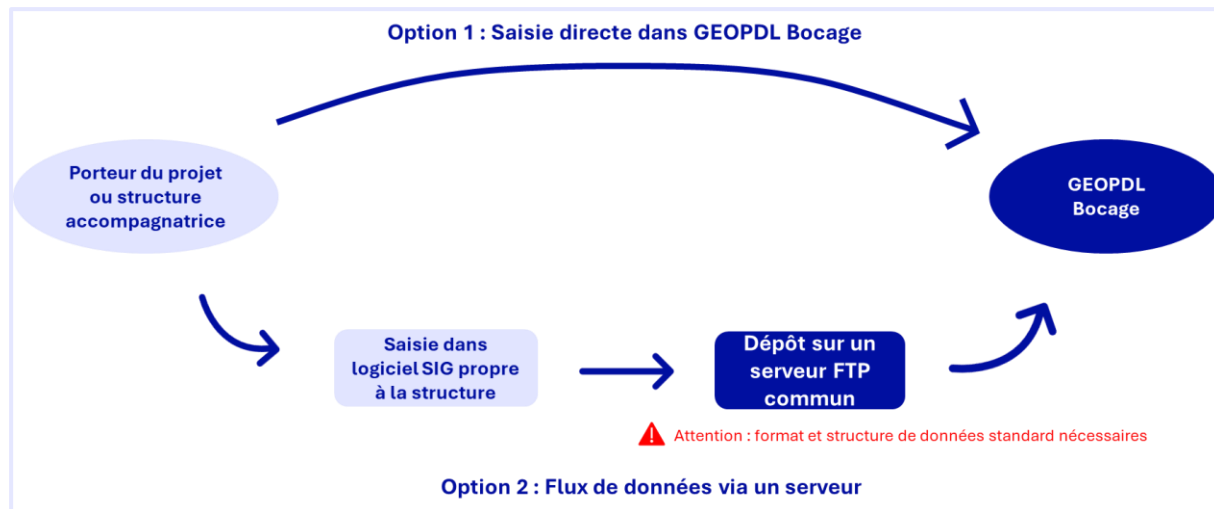 Option 1 : Saisie directe dans GEOPDL Bocage
Porteur du projet
ou structure
accompagnatrice
GEOPDL
Bocage
Saisie dans
logiciel SIG propre
à la structure
Dépôt sur un
serveur FTP
commun
Attention : format et structure de données standard nécessaires
Option 2 : Flux de données via un serveur